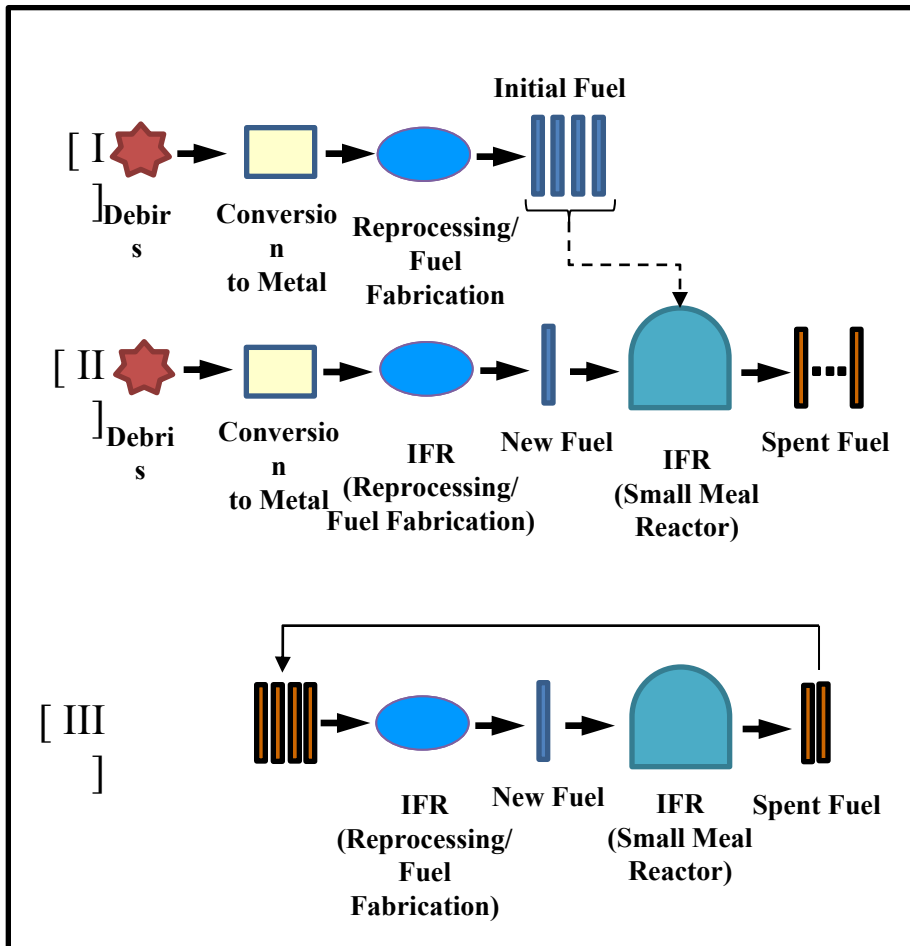 Initial Fuel
[ I
]
Debir
s
Conversio
n
to Metal
Reprocessing/
Fuel
Fabrication
[ II
]
Debri
s
Conversio
n
to Metal
IFR
(Reprocessing/
Fuel Fabrication)
New Fuel
IFR
(Small Meal
Reactor)
Spent Fuel
[ III
]
IFR
(Reprocessing/
Fuel
Fabrication)
New Fuel
IFR
(Small Meal
Reactor)
Spent Fuel